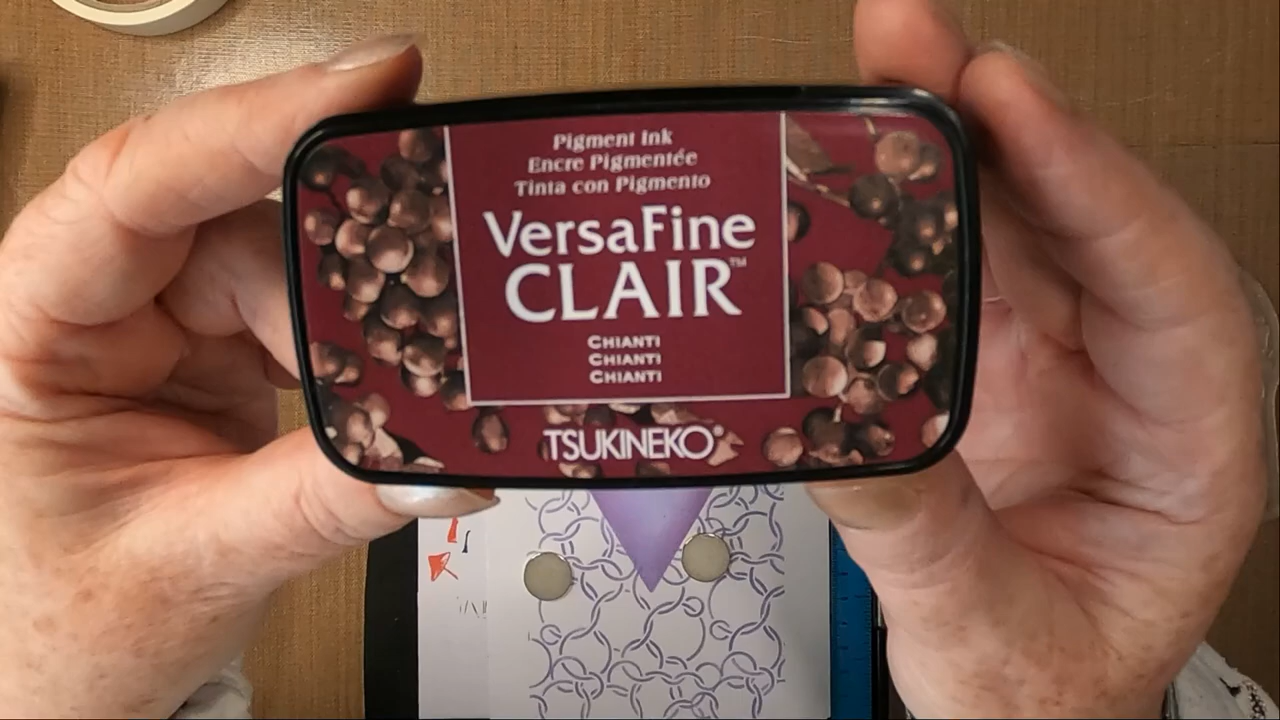 Pigment Ink
Encre Pigmentée
Tinta con Pigmento
VersaFine
CLAIR™
CHIANTI
CHIANTI
CHIANTI
TSUKINEKO®